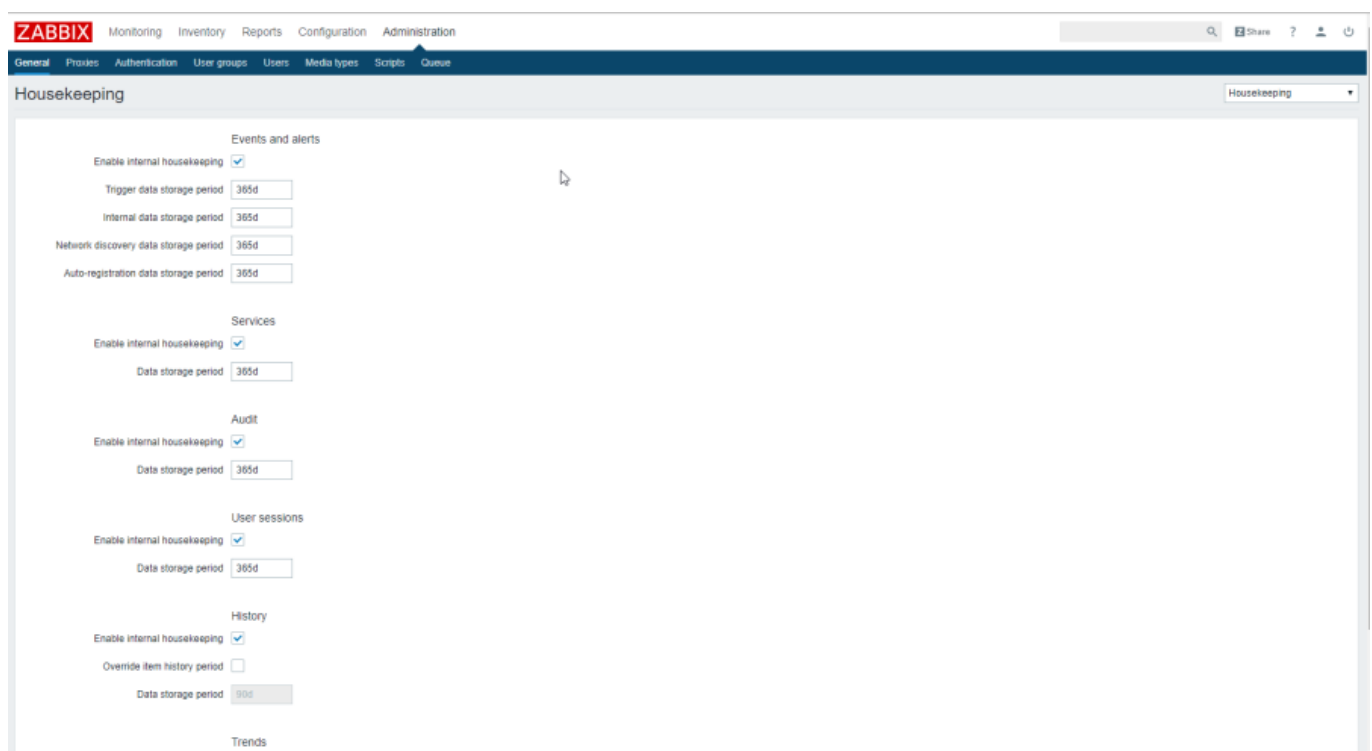 ZABBIX Monitoring Inventory Reports Configuration Administration Z Share ?
General Proxies Authentication User groups Users Media types Scripts Queue
Housekeeping Housekeeping
Events and alerts
Enable internal housekeeping
Trigger data storage period 365d
Internal data storage period 365d
Network discovery data storage period 365d
Auto-registration data storage period 365d
Services
Enable internal housekeeping
Data storage period 365d
Audit
Enable internal housekeeping
Data storage period 365d
User sessions
Enable internal housekeeping
Data storage period 365d
History
Enable internal housekeeping
Override item history period
Data storage period 90d
Trends